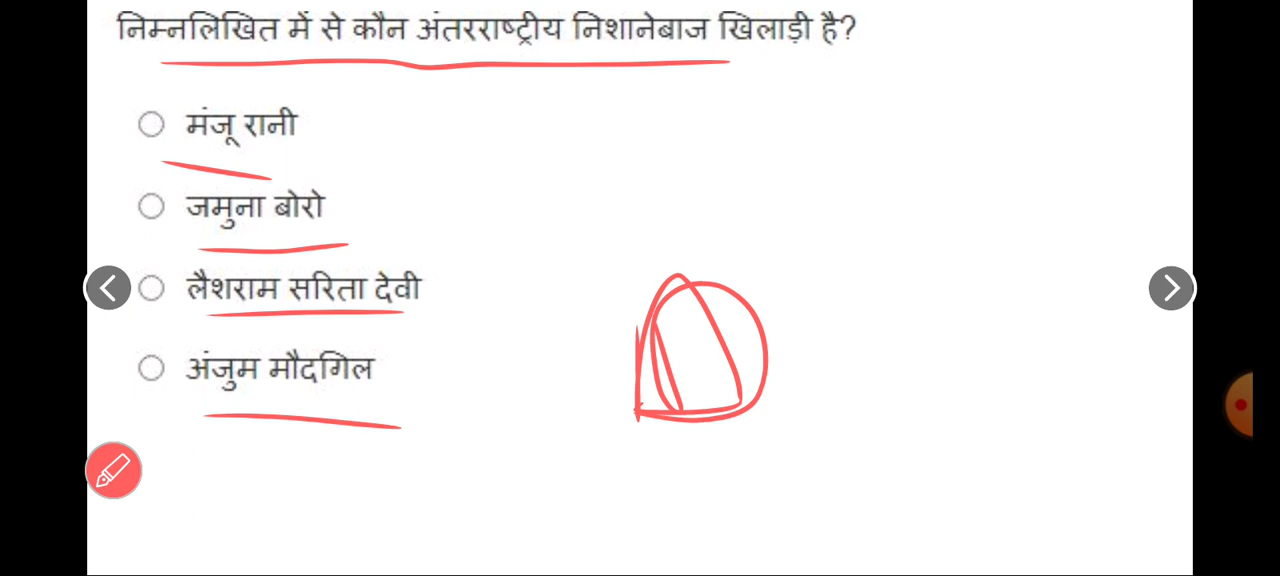 निम्नलिखित में से कौन अंतरराष्ट्रीय निशानेबाज खिलाड़ी है?
मंजू रानी
जमुना बोरो
लैशराम सरिता देवी
अंजुम मौदगिल